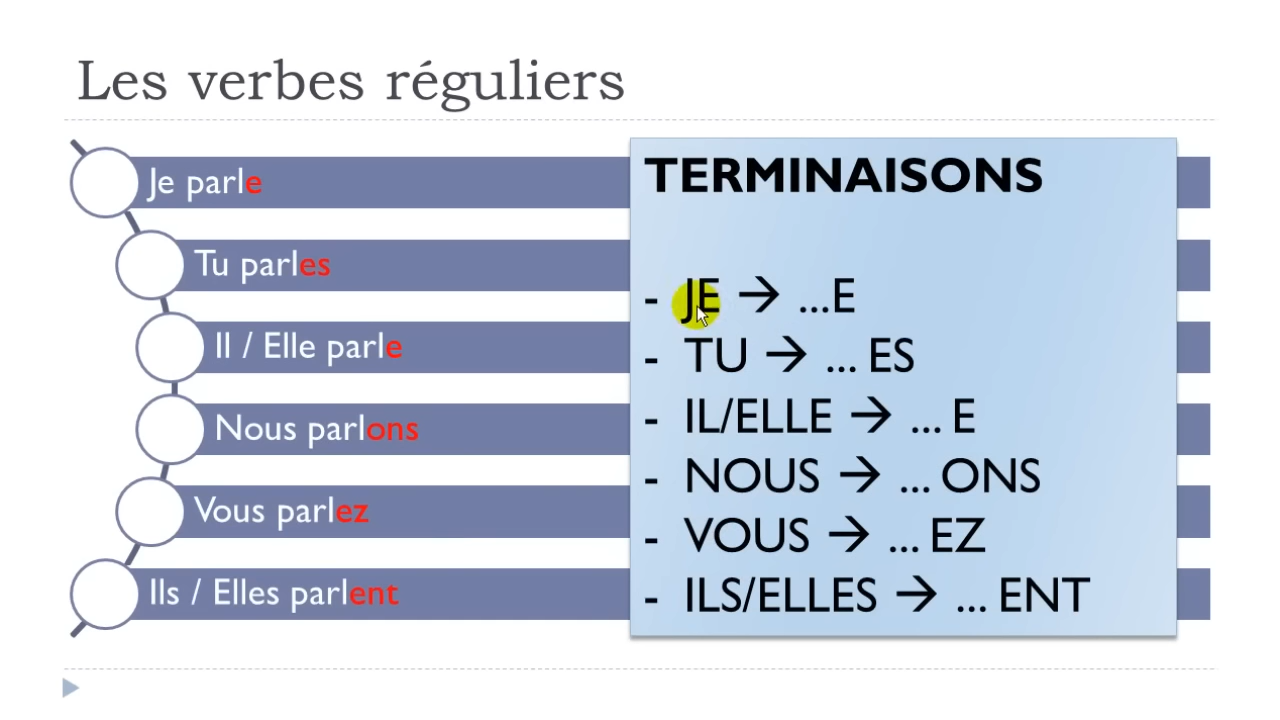 Les verbes réguliers
Je parle
Tu parles
Il / Elle parle
Nous parlons
Vous parlez
Ils / Elles parlent
TERMINAISONS
- JE → ...E
- TU → ... ES
- IL/ELLE → ... E
- NOUS → ... ONS
- VOUS → ... EZ
- ILS/ELLES → ... ENT